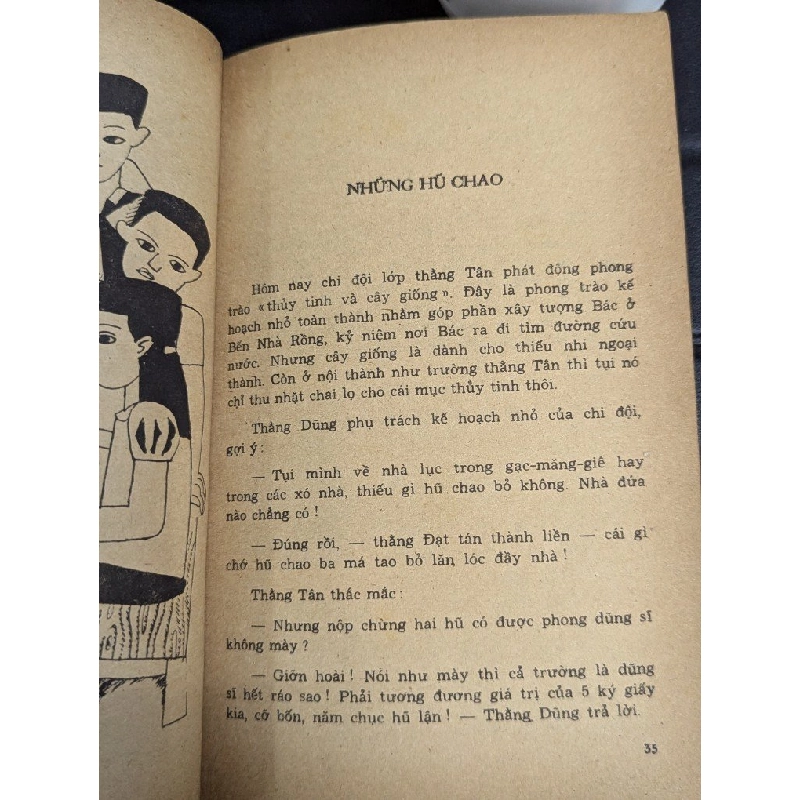 NHỮNG HŨ CHAO
Hôm nay chi đội lớp thằng Tân phát động phong
trào «thủy tinh và cây giống». Đây là phong trào kế
hoạch nhỏ toàn thành nhằm góp phần xây tượng Bác ở
Bến Nhà Rồng, kỷ niệm nơi Bác ra đi tìm đường cứu
nước. Nhưng cây giống là dành cho thiếu nhi ngoại
thành. Còn ở nội thành như trường thằng Tân thì tụi nó
chỉ thu nhặt chai lọ cho cái mục thủy tinh thôi.
Thằng Dũng phụ trách kế hoạch nhỏ của chi đội,
gợi ý:
— Tụi mình về nhà lục trong gạc-măng-giê hay
trong các xó nhà, thiếu gì hũ chao bỏ không. Nhà đứa
nào chẳng có!
— Đúng rồi, — thằng Đạt tán thành liền — cái gì
chớ hũ chao ba má tao bỏ lăn lóc đầy nhà!
Thằng Tân thắc mắc:
— Nhưng nộp chừng hai hũ có được phong dũng sĩ
không mày?
— Giỡn hoài! Nói như mày thì cả trường là dũng
sĩ hết ráo sao! Phải tương đương giá trị của 5 ký giấy
kia, cỡ bốn, năm chục hũ lận! — Thằng Dũng trả lời.
35